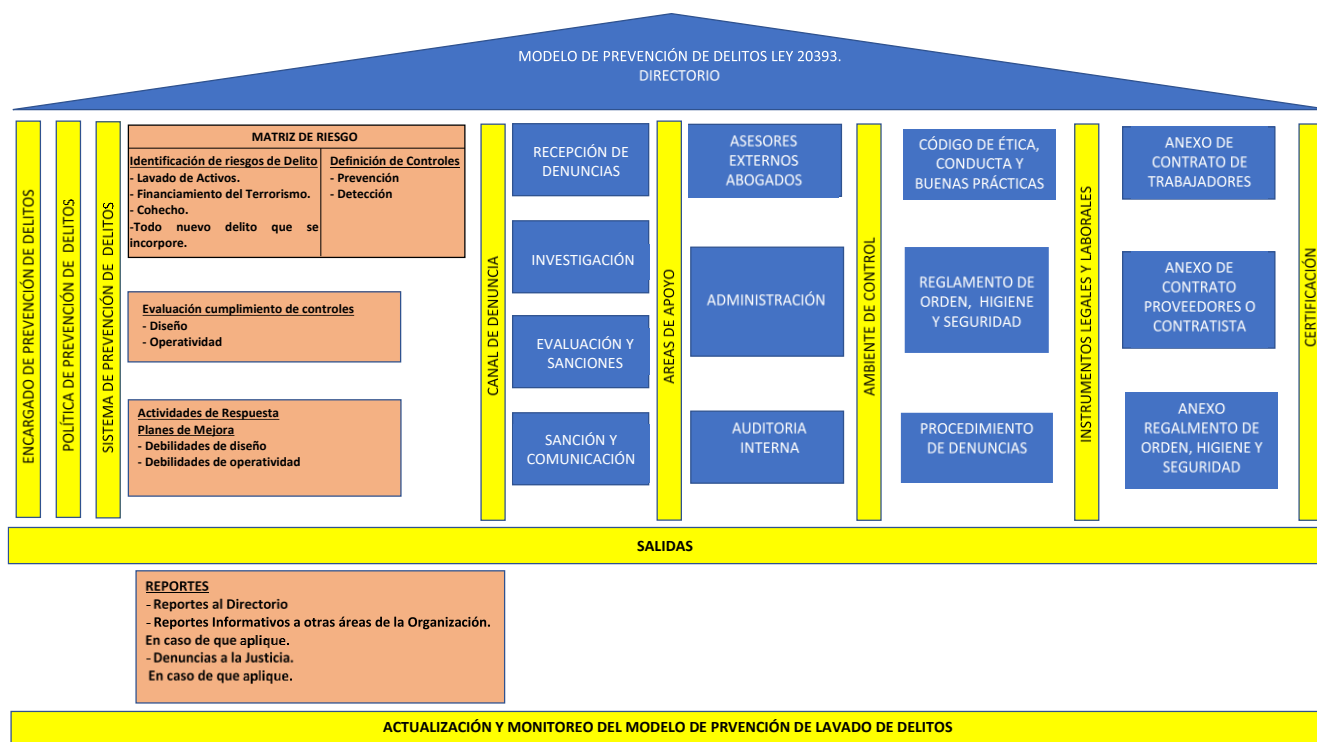 MODELO DE PREVENCIÓN DE DELITOS LEY 20393.
DIRECTORIO
ENCARGADO DE PREVENCIÓN DE DELITOS
POLÍTICA DE PREVENCIÓN DE DELITOS
SISTEMA DE PREVENCIÓN DE DELITOS
MATRIZ DE RIESGO
Identificación de riesgos de Delito
- Lavado de Activos.
- Financiamiento del Terrorismo.
- Cohecho.
-Todo nuevo delito que se
incorpore.
Definición de Controles
- Prevención
- Detección
Evaluación cumplimiento de controles
- Diseño
- Operatividad
Actividades de Respuesta
Planes de Mejora
- Debilidades de diseño
- Debilidades de operatividad
CANAL DE DENUNCIA
RECEPCIÓN DE
DENUNCIAS
INVESTIGACIÓN
EVALUACIÓN Y
SANCIONES
SANCIÓN Y
COMUNICACIÓN
AREAS DE APOYO
ASESORES
EXTERNOS
ABOGADOS
ADMINISTRACIÓN
AUDITORIA
INTERNA
AMBIENTE DE CONTROL
CÓDIGO DE ÉTICA,
CONDUCTA Y
BUENAS PRÁCTICAS
REGLAMENTO DE
ORDEN, HIGIENE
Y SEGURIDAD
PROCEDIMIENTO
DE DENUNCIAS
INSTRUMENTOS LEGALES Y LABORALES
ANEXO DE
CONTRATO DE
TRABAJADORES
ANEXO DE
CONTRATO
PROVEEDORES O
CONTRATISTA
ANEXO
REGALMENTO DE
ORDEN, HIGIENE Y
SEGURIDAD
CERTIFICACIÓN
SALIDAS
REPORTES
- Reportes al Directorio
- Reportes Informativos a otras áreas de la Organización.
En caso de que aplique.
- Denuncias a la Justicia.
En caso de que aplique.
ACTUALIZACIÓN Y MONITOREO DEL MODELO DE PRVENCIÓN DE LAVADO DE DELITOS